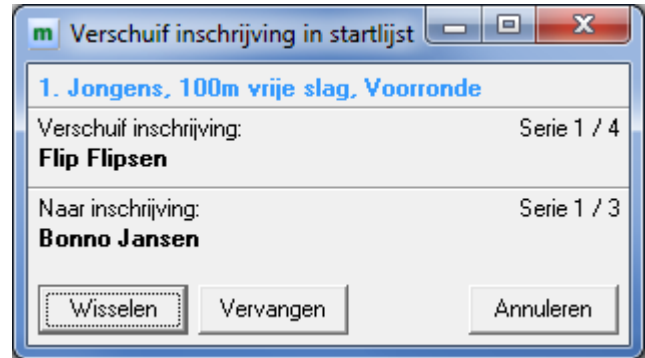 m Verschuif inschrijving in startlijst
1. Jongens, 100m vrije slag, Voorronde
Verschuif inschrijving: Serie 1 / 4
Flip Flipsen
Naar inschrijving: Serie 1 / 3
Bonno Jansen
Wisselen Vervangen Annuleren